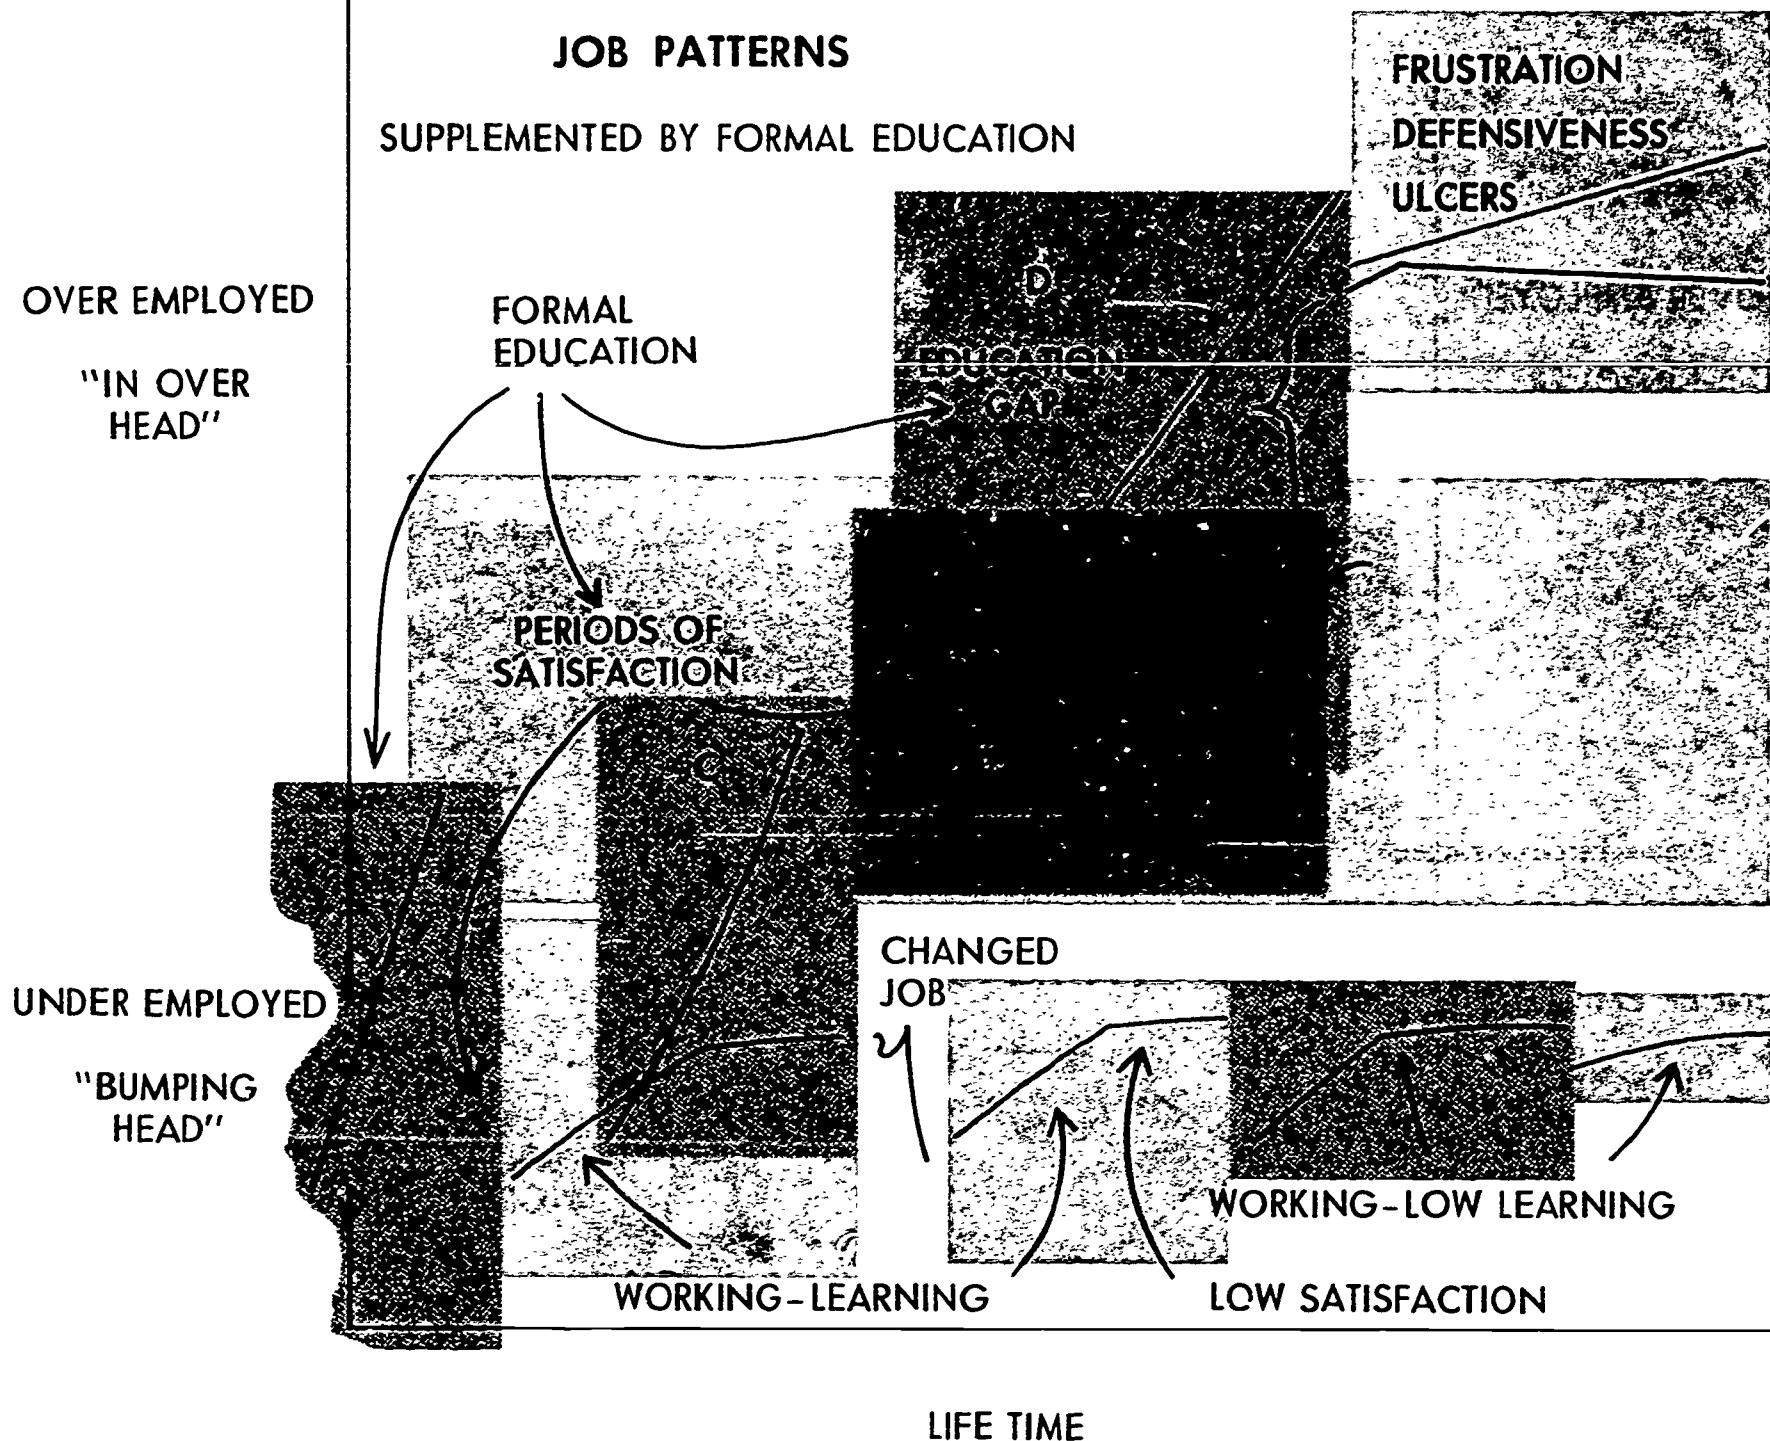 JOB PATTERNS
SUPPLEMENTED BY FORMAL EDUCATION
FRUSTRATION
DEFENSIVENESS
ULCERS
OVER EMPLOYED
"IN OVER
HEAD"
FORMAL
EDUCATION
D
EDUCATION
GAP
PERIODS OF
SATISFACTION
C
UNDER EMPLOYED
"BUMPING
HEAD"
CHANGED
JOB
WORKING-LOW LEARNING
WORKING-LEARNING
LOW SATISFACTION
LIFE TIME